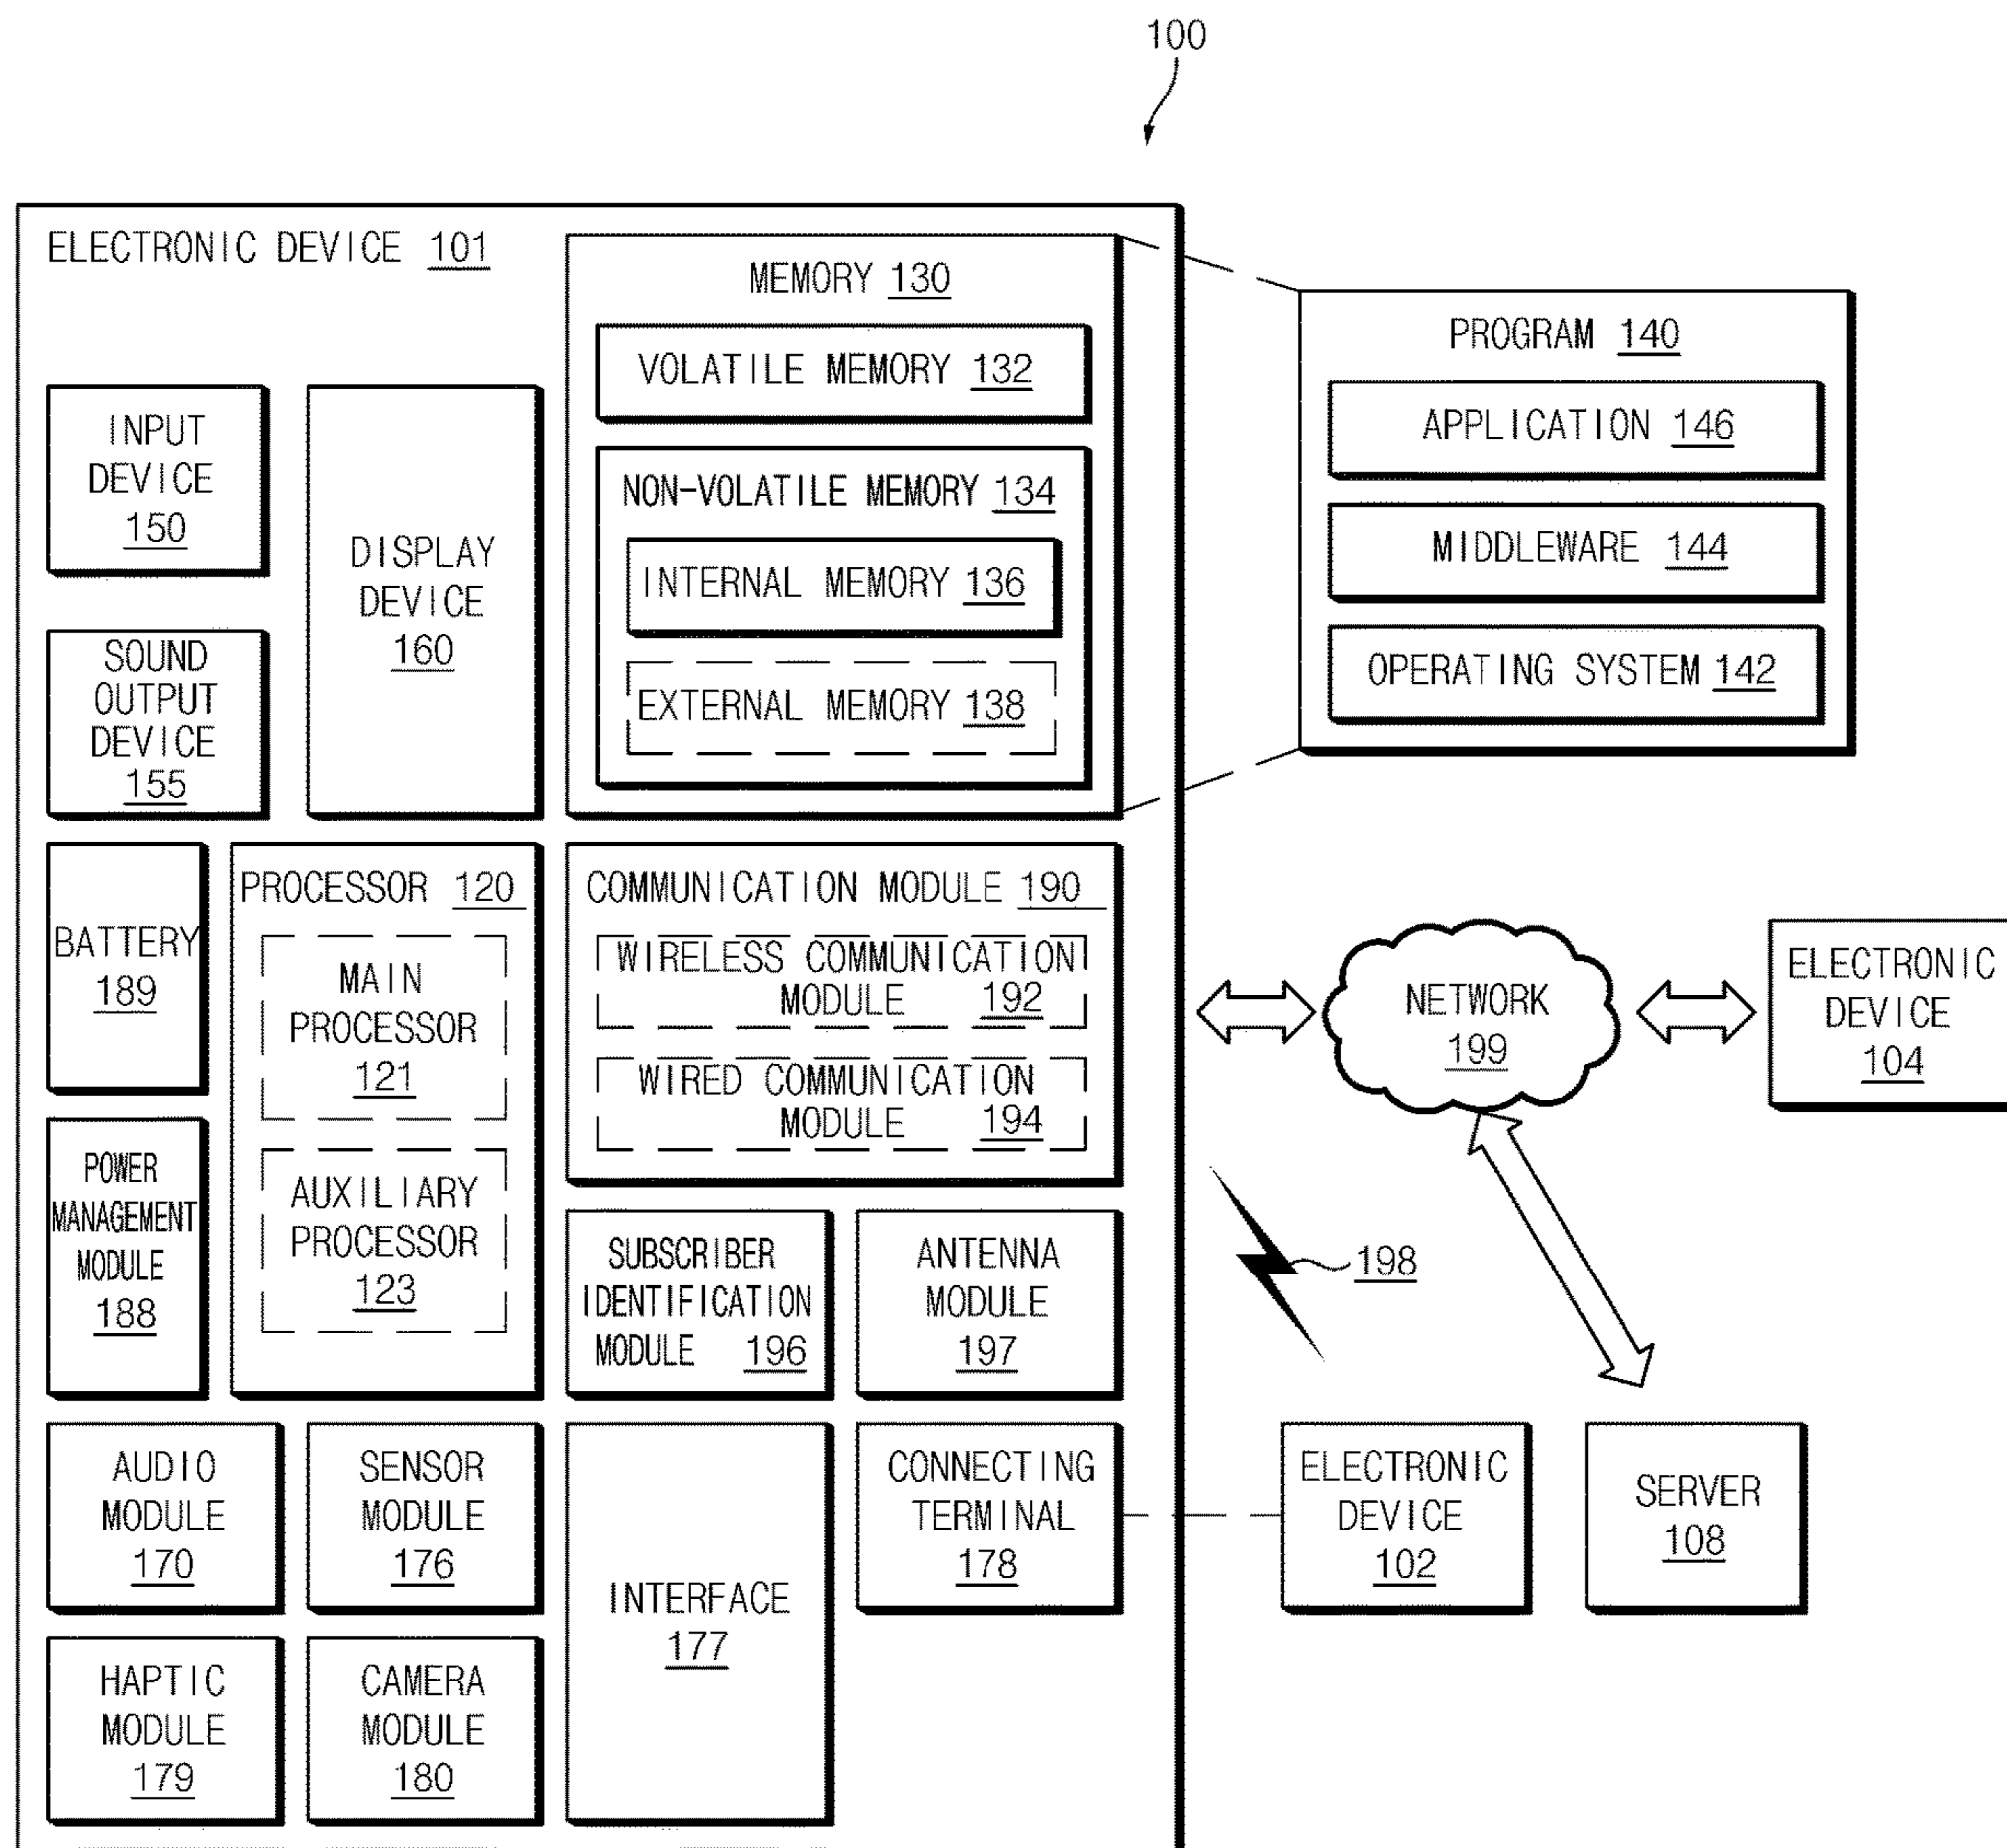 100
ELECTRONIC DEVICE 101
MEMORY 130
VOLATILE MEMORY 132
NON-VOLATILE MEMORY 134
INTERNAL MEMORY 136
EXTERNAL MEMORY 138
PROGRAM 140
APPLICATION 146
MIDDLEWARE 144
OPERATING SYSTEM 142
INPUT
DEVICE
150
SOUND
OUTPUT
DEVICE
155
DISPLAY
DEVICE
160
BATTERY
189
POWER
MANAGEMENT
MODULE
188
PROCESSOR 120
MAIN
PROCESSOR
121
AUXILIARY
PROCESSOR
123
COMMUNICATION MODULE 190
WIRELESS COMMUNICATION
MODULE 192
WIRED COMMUNICATION
MODULE 194
SUBSCRIBER
IDENTIFICATION
MODULE 196
ANTENNA
MODULE
197
NETWORK
199
ELECTRONIC
DEVICE
104
198
AUDIO
MODULE
170
SENSOR
MODULE
176
INTERFACE
177
CONNECTING
TERMINAL
178
ELECTRONIC
DEVICE
102
SERVER
108
HAPTIC
MODULE
179
CAMERA
MODULE
180